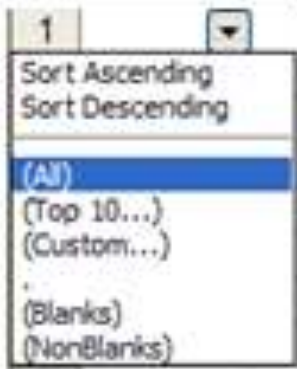 1
Sort Ascending
Sort Descending
(All)
(Top 10...)
(Custom...)
.
(Blanks)
(NonBlanks)